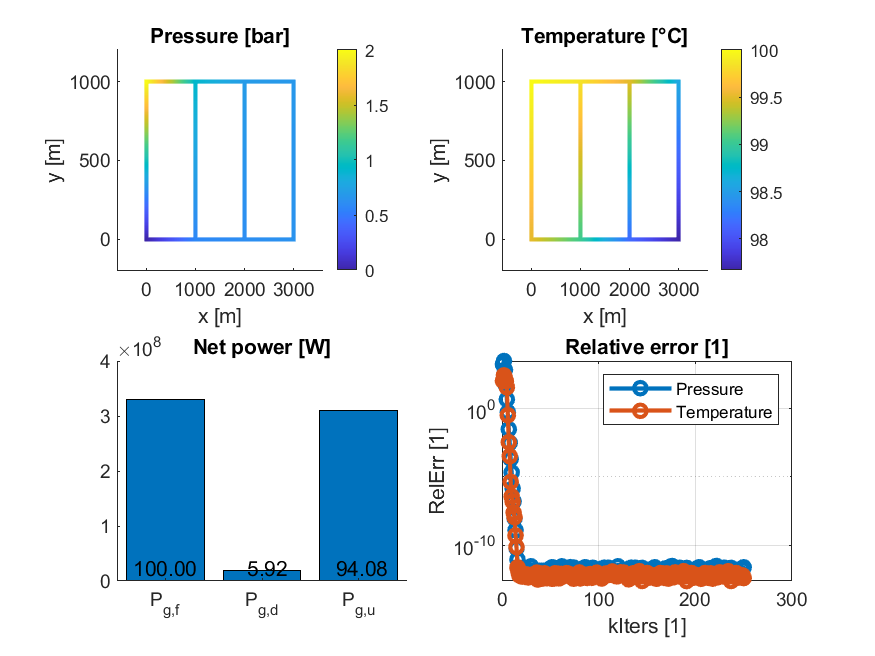 Pressure [bar]
1000
500
0
y [m]
0 1000 2000 3000
x [m]
2
1.5
1
0.5
0
Temperature [°C]
1000
500
0
y [m]
0 1000 2000 3000
x [m]
100
99.5
99
98.5
98
Net power [W]
×10^8
4
3
2
1
0
100.00 5.92 94.08
P_g,f P_g,d P_g,u
Relative error [1]
Pressure
Temperature
10^0
10^-10
RelErr [1]
0 100 200 300
kIters [1]